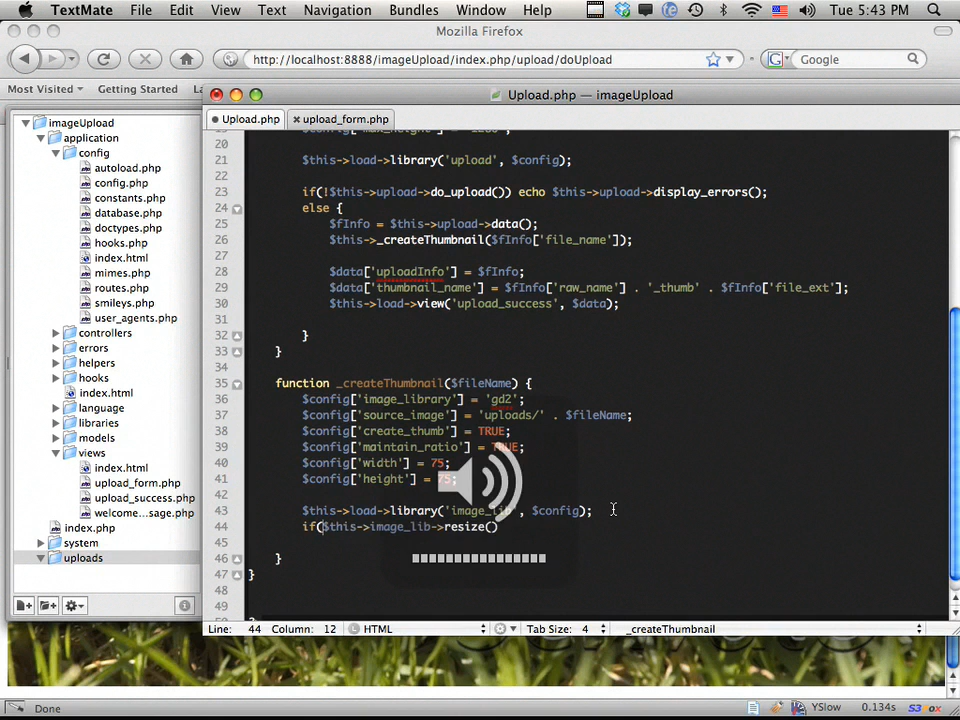 TextMate File Edit View Text Navigation Bundles Window Help Tue 5:43 PM
Mozilla Firefox
http://localhost:8888/imageUpload/index.php/upload/doUpload
Google
Most Visited Getting Started
Upload.php — imageUpload
Upload.php upload_form.php
imageUpload
application
config
autoload.php
config.php
constants.php
database.php
doctypes.php
hooks.php
index.html
mimes.php
routes.php
smileys.php
user_agents.php
controllers
errors
helpers
hooks
index.html
language
libraries
models
views
index.html
upload_form.php
upload_success.php
welcome...sage.php
index.php
system
uploads
20
21 $this->load->library('upload', $config);
22
23 if(!$this->upload->do_upload()) echo $this->upload->display_errors();
24 else {
25 $fInfo = $this->upload->data();
26 $this->_createThumbnail($fInfo['file_name']);
27
28 $data['uploadInfo'] = $fInfo;
29 $data['thumbnail_name'] = $fInfo['raw_name'] . '_thumb' . $fInfo['file_ext'];
30 $this->load->view('upload_success', $data);
31
32 }
33 }
34
35 function _createThumbnail($fileName) {
36 $config['image_library'] = 'gd2';
37 $config['source_image'] = 'uploads/' . $fileName;
38 $config['create_thumb'] = TRUE;
39 $config['maintain_ratio'] = TRUE;
40 $config['width'] = 75;
41 $config['height'] = 75;
42
43 $this->load->library('image_lib', $config);
44 if($this->image_lib->resize()
46 }
47 }
48
49
Line: 44 Column: 12 HTML Tab Size: 4 _createThumbnail
Done YSlow 0.134s S3Fox